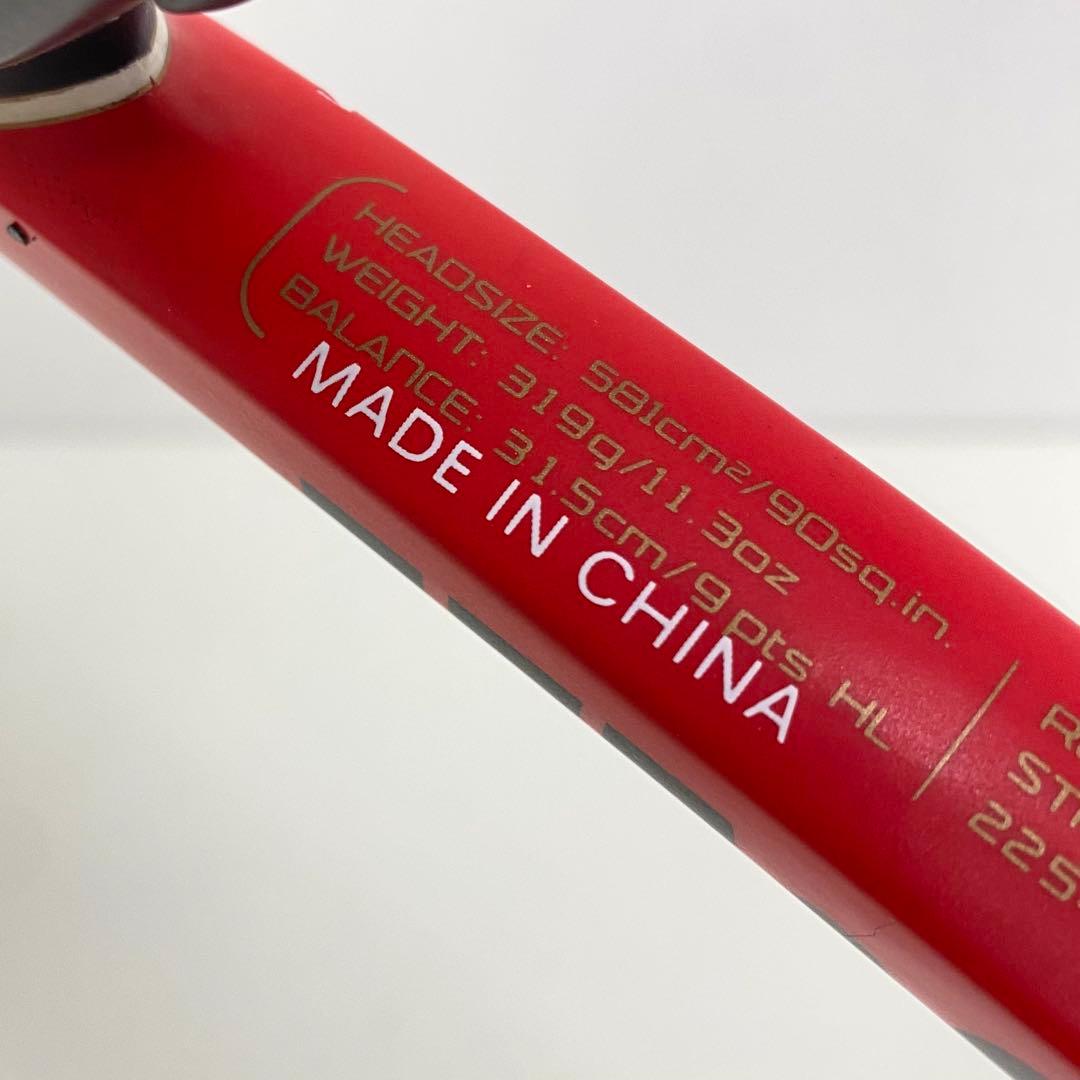 HEADSIZE: 581cm²/90sq.in.
WEIGHT: 319g/11.3oz
BALANCE: 31.5cm/9pts HL
MADE IN CHINA